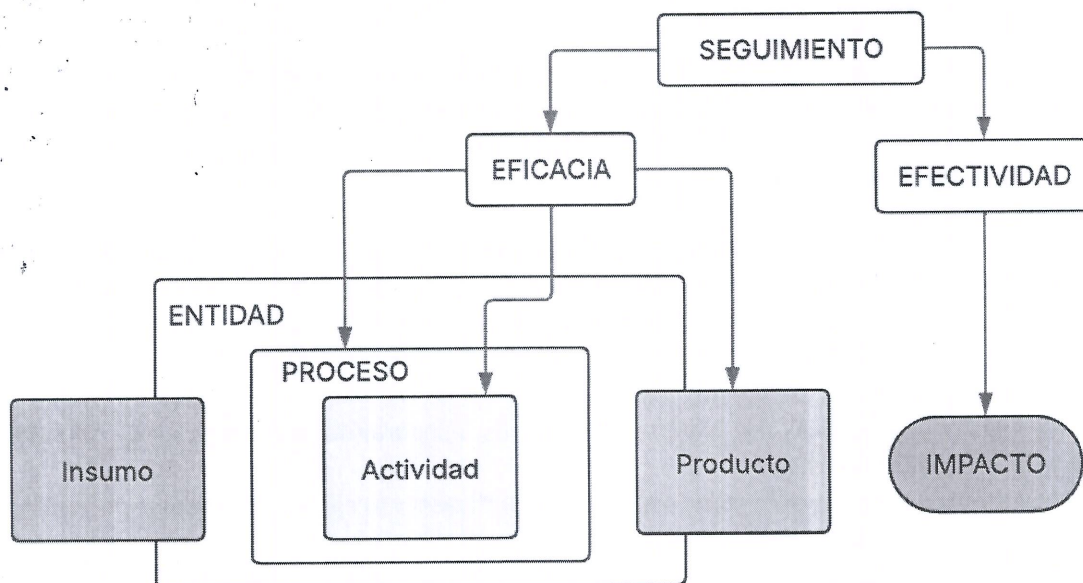 SEGUIMIENTO
EFICACIA
EFECTIVIDAD
ENTIDAD
PROCESO
Insumo
Actividad
Producto
IMPACTO